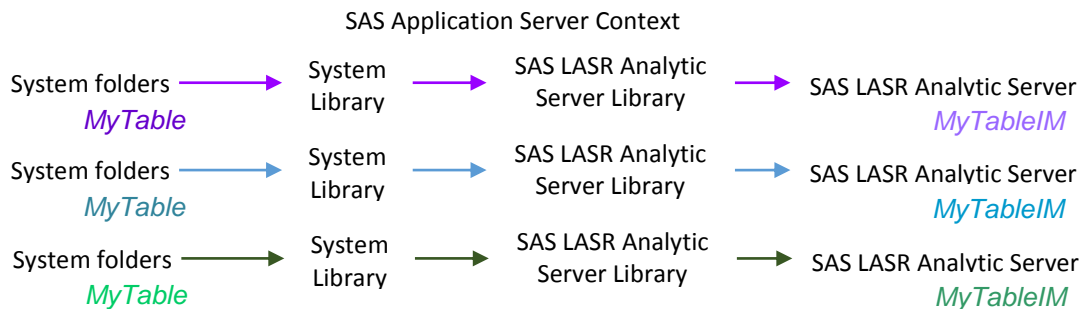 SAS Application Server Context
System folders
MyTable
System
Library
SAS LASR Analytic
Server Library
SAS LASR Analytic Server
MyTableIM
System folders
MyTable
System
Library
SAS LASR Analytic
Server Library
SAS LASR Analytic Server
MyTableIM
System folders
MyTable
System
Library
SAS LASR Analytic
Server Library
SAS LASR Analytic Server
MyTableIM